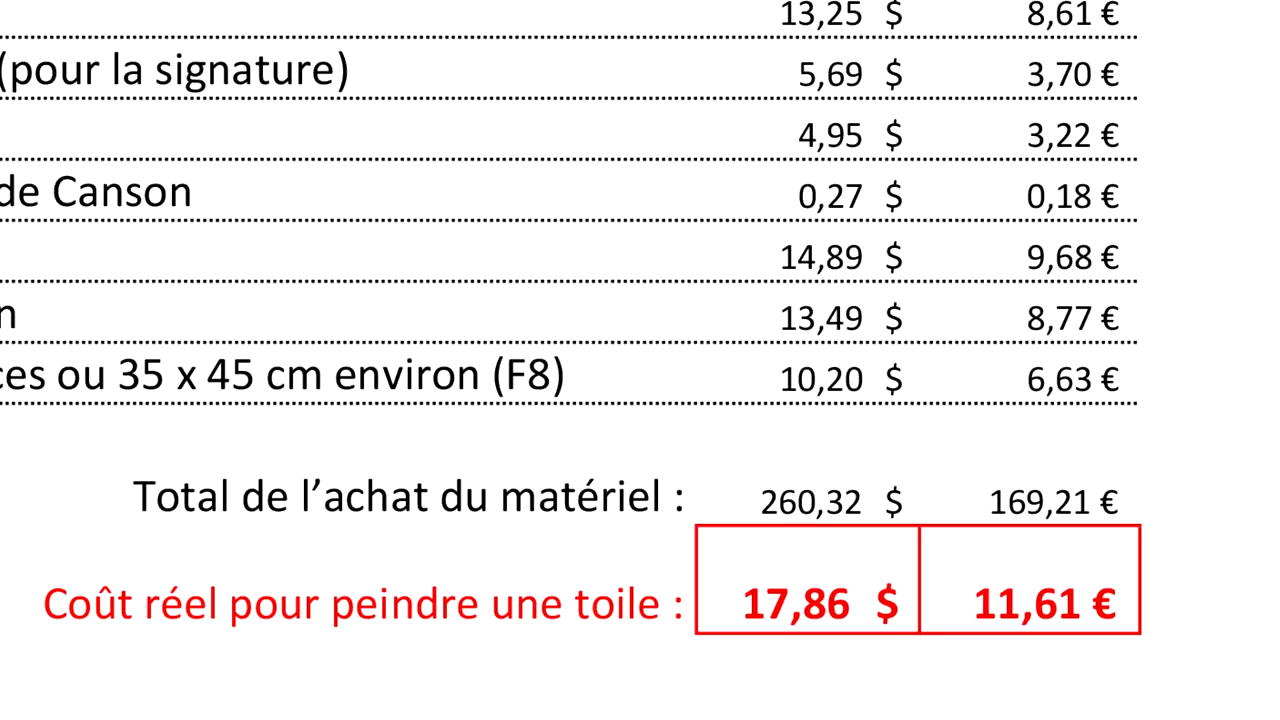 13,25 $ 8,61 €
(pour la signature) 5,69 $ 3,70 €
4,95 $ 3,22 €
de Canson 0,27 $ 0,18 €
14,89 $ 9,68 €
n 13,49 $ 8,77 €
ces ou 35 x 45 cm environ (F8) 10,20 $ 6,63 €
Total de l’achat du matériel : 260,32 $ 169,21 €
Coût réel pour peindre une toile : 17,86 $ 11,61 €